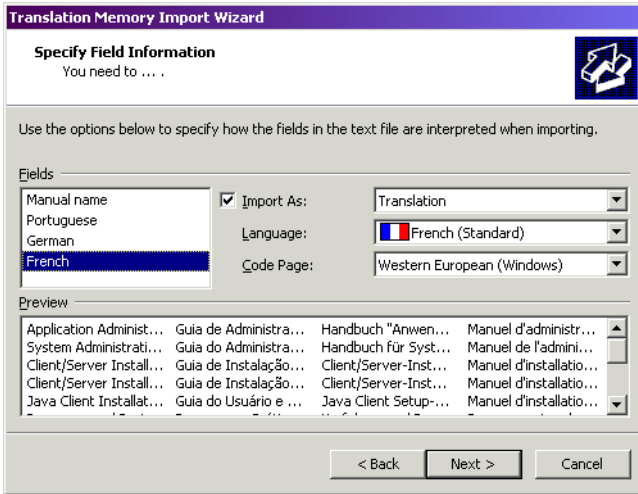 Translation Memory Import Wizard
Specify Field Information
You need to ... .
Use the options below to specify how the fields in the text file are interpreted when importing.
Fields
Manual name
Portuguese
German
French
Import As: Translation
Language: French (Standard)
Code Page: Western European (Windows)
Preview
Application Administ... Guia de Administra... Handbuch "Anwen... Manuel d'administr...
System Administrati... Guia do Administra... Handbuch für Syst... Manuel de l'admini...
Client/Server Install... Guia de Instalação... Client/Server-Inst... Manuel d'installatio...
Client/Server Install... Guia de Instalação... Client/Server-Inst... Manuel d'installatio...
Java Client Installat... Guia do Usuário e ... Java Client Setup-... Manuel d'installatio...
< Back Next > Cancel